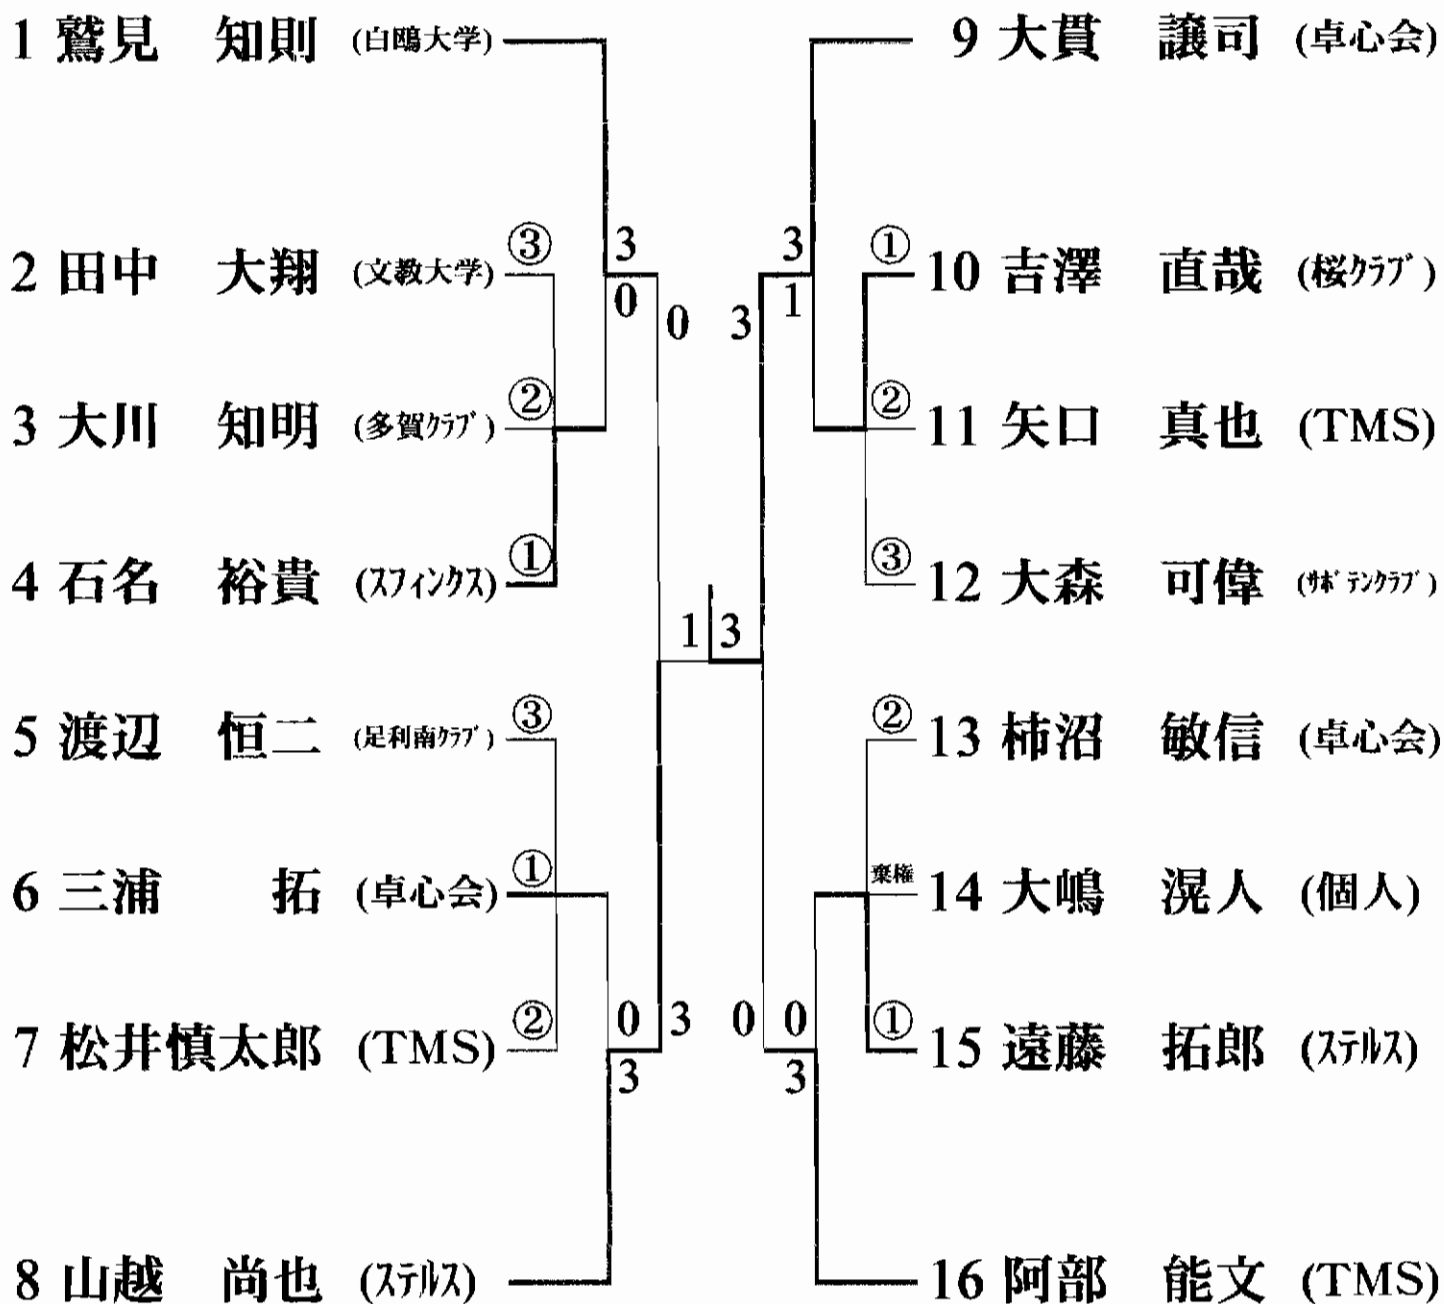 1 鷲見 知則 (白鴎大学)
2 田中 大翔 (文教大学) ③
3 大川 知明 (多賀クラブ) ②
4 石名 裕貴 (スフィンクス) ①
5 渡辺 恒二 (足利南クラブ) ③
6 三浦 拓 (卓心会) ①
7 松井慎太郎 (TMS) ②
8 山越 尚也 (ステルス)
3
0
0
1
0
3
3
3
3
1
3
0
0
3
9 大貫 譲司 (卓心会)
① 10 吉澤 直哉 (桜クラブ)
② 11 矢口 真也 (TMS)
③ 12 大森 可偉 (サボテンクラブ)
② 13 柿沼 敏信 (卓心会)
棄権 14 大嶋 滉人 (個人)
① 15 遠藤 拓郎 (ステルス)
16 阿部 能文 (TMS)